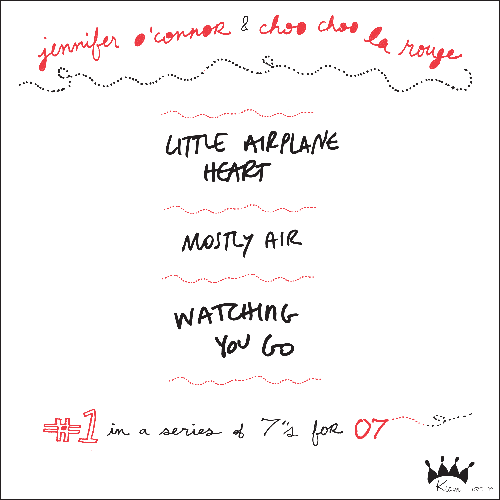 jennifer o'connor & choo choo la rouge
LITTLE AIRPLANE
HEART
MOSTLY AIR
WATCHING
YOU GO
#1 in a series of 7"s for 07
Kiam